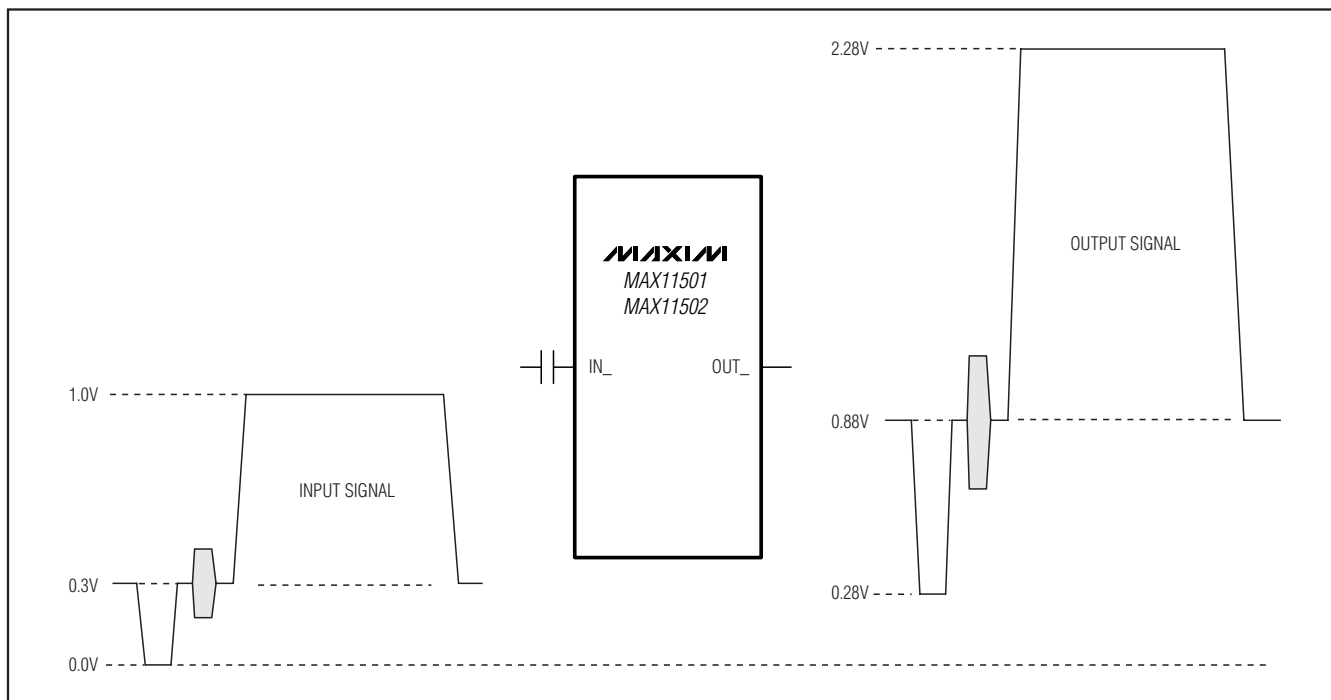 2.28V
OUTPUT SIGNAL
MAXIM
MAX11501
MAX11502
IN_
OUT_
1.0V
0.88V
INPUT SIGNAL
0.3V
0.28V
0.0V